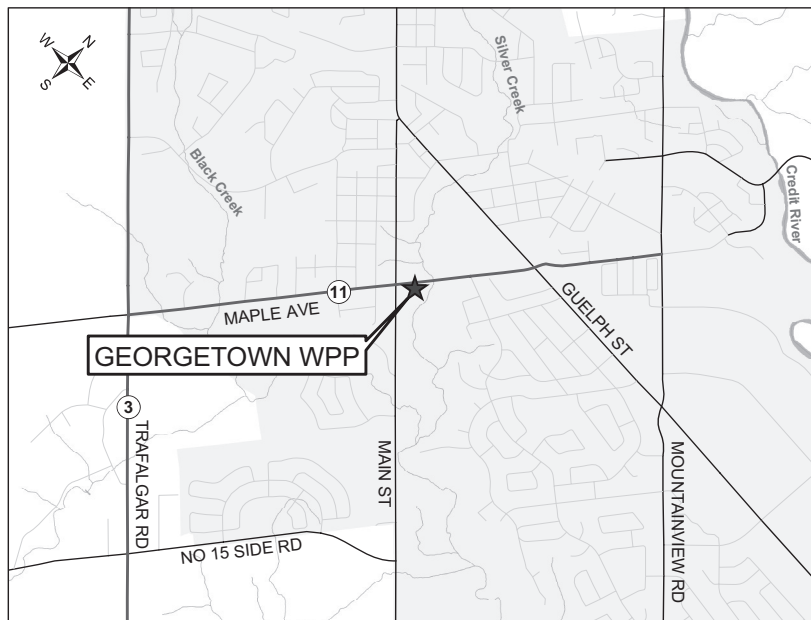 N
W
E
S
Silver Creek
Black Creek
Credit River
11
MAPLE AVE
GUELPH ST
GEORGETOWN WPP
3
TRAFALGAR RD
MAIN ST
MOUNTAINVIEW RD
NO 15 SIDE RD